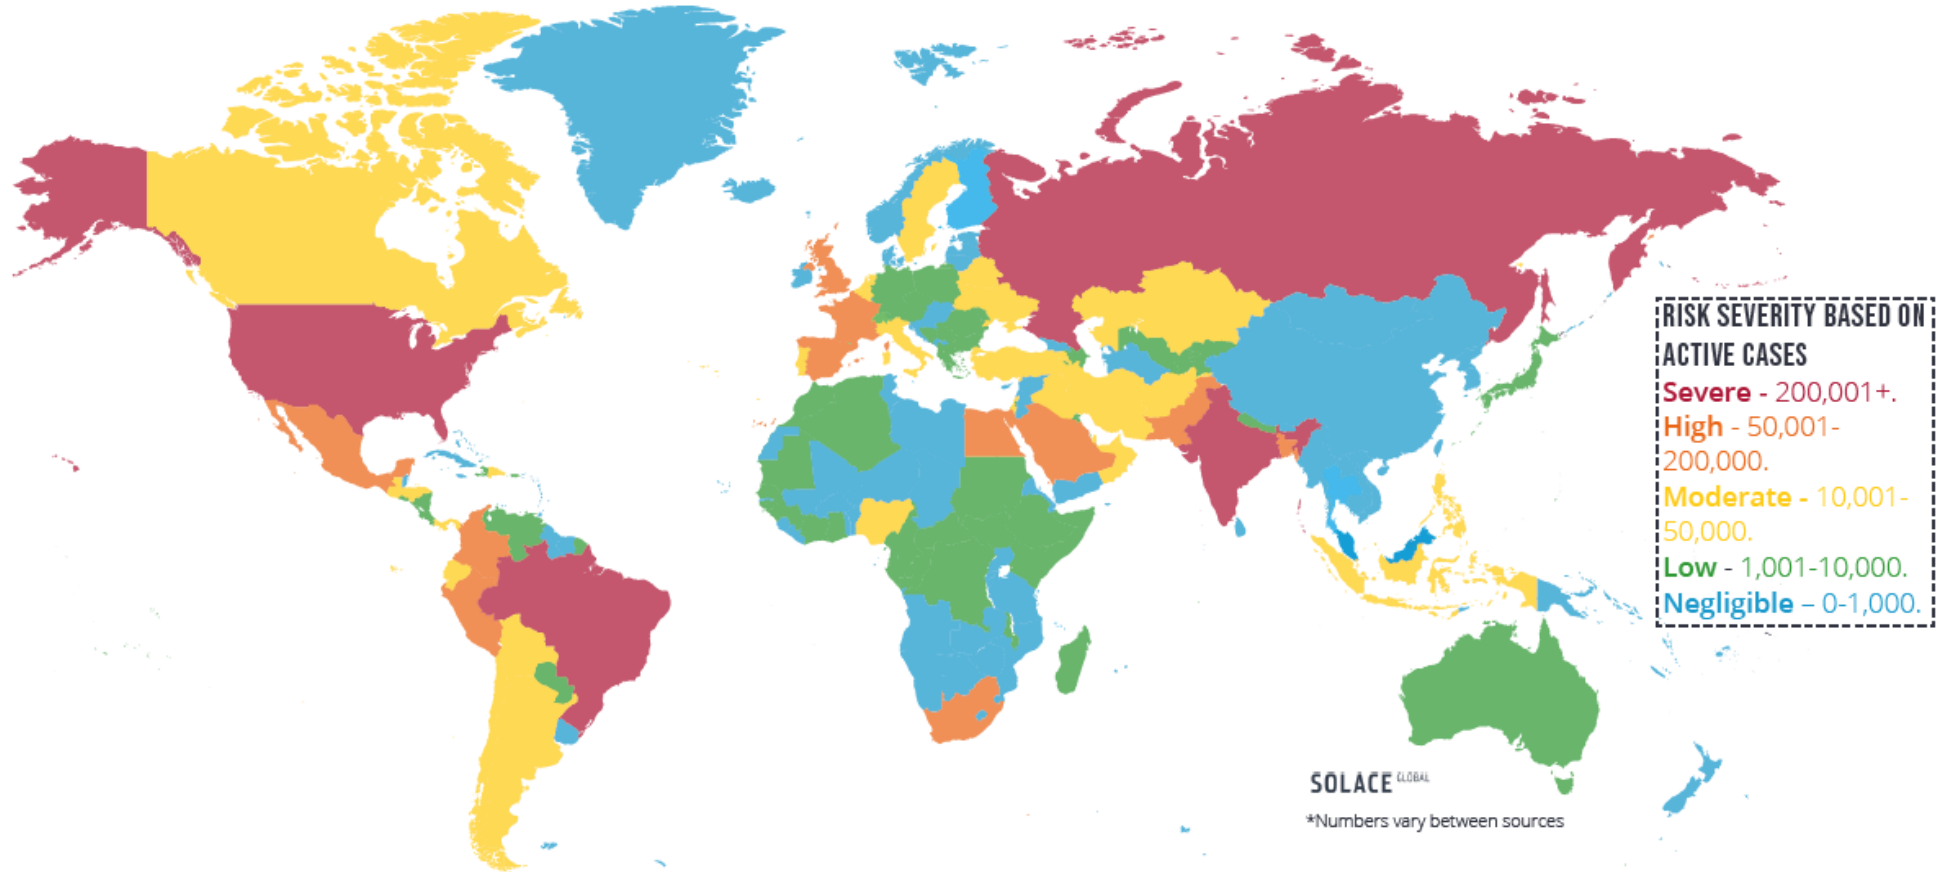 RISK SEVERITY BASED ON
ACTIVE CASES
Severe - 200,001+.
High - 50,001-
200,000.
Moderate - 10,001-
50,000.
Low - 1,001-10,000.
Negligible – 0-1,000.
SOLACE GLOBAL
*Numbers vary between sources